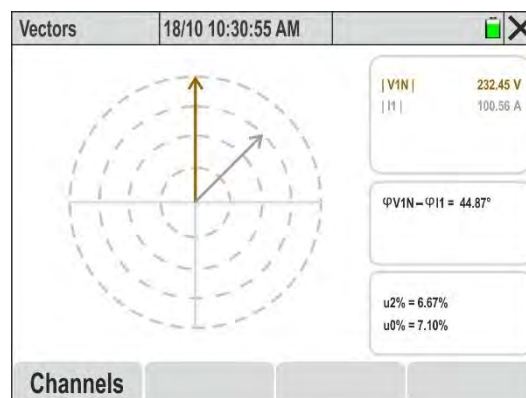 Vectors 18/10 10:30:55 AM
| V1N | 232.45 V
| I1 | 100.56 A
φV1N–φI1 = 44.87°
u2% = 6.67%
u0% = 7.10%
Channels